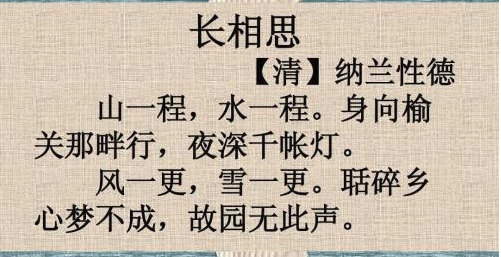 长相思
【清】纳兰性德
山一程，水一程。身向榆
关那畔行，夜深千帐灯。
风一更，雪一更。聒碎乡
心梦不成，故园无此声。